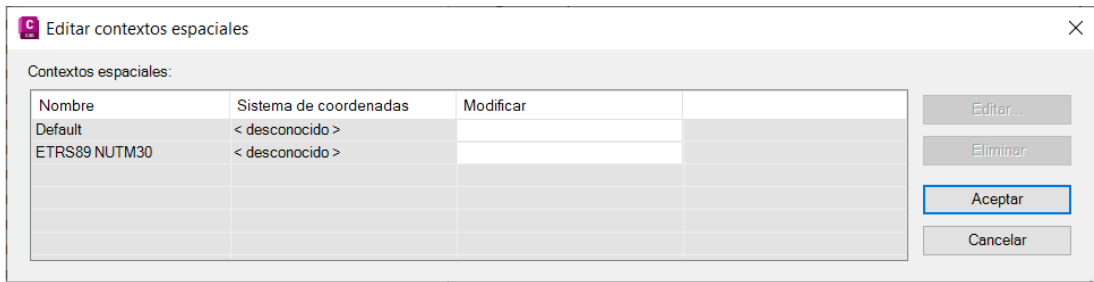 Editar contextos espaciales
Contextos espaciales:
Nombre Sistema de coordenadas Modificar
Default < desconocido >
ETRS89 NUTM30 < desconocido >
Editar...
Eliminar
Aceptar
Cancelar